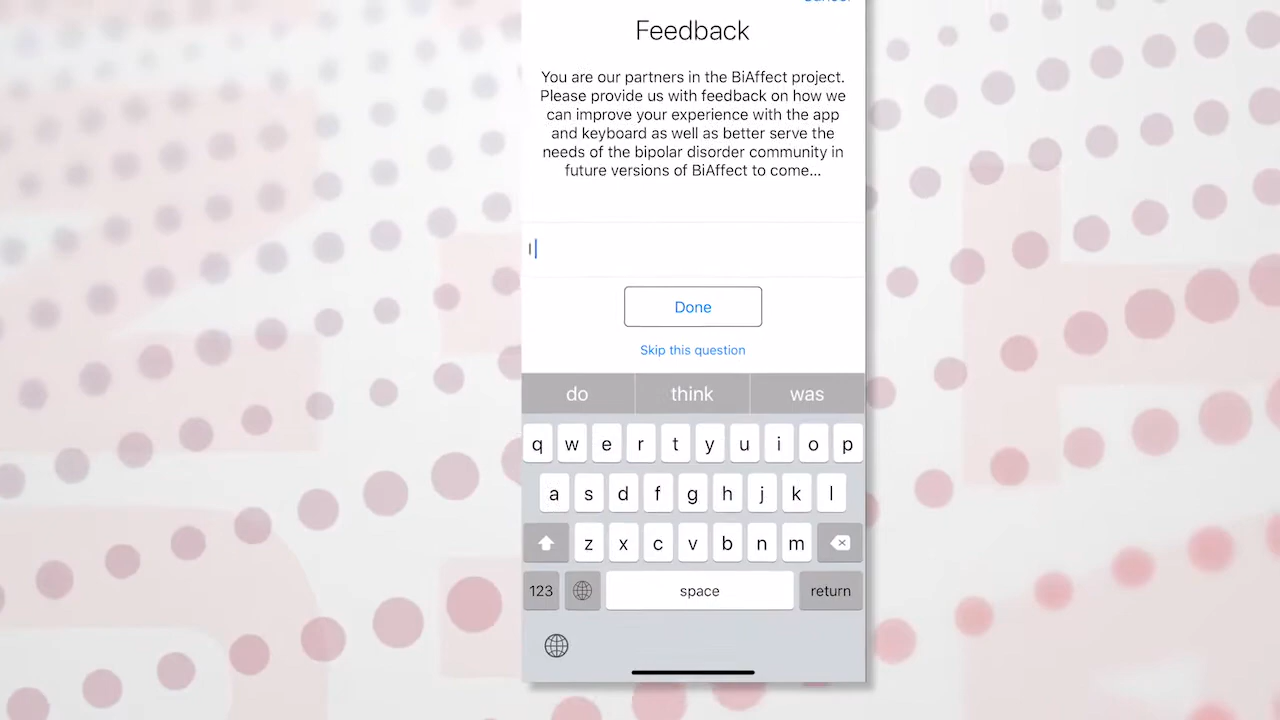 Cancel
Feedback
You are our partners in the BiAffect project.
Please provide us with feedback on how we
can improve your experience with the app
and keyboard as well as better serve the
needs of the bipolar disorder community in
future versions of BiAffect to come...
I
Done
Skip this question
do think was
q w e r t y u i o p
a s d f g h j k l
z x c v b n m
123 space return